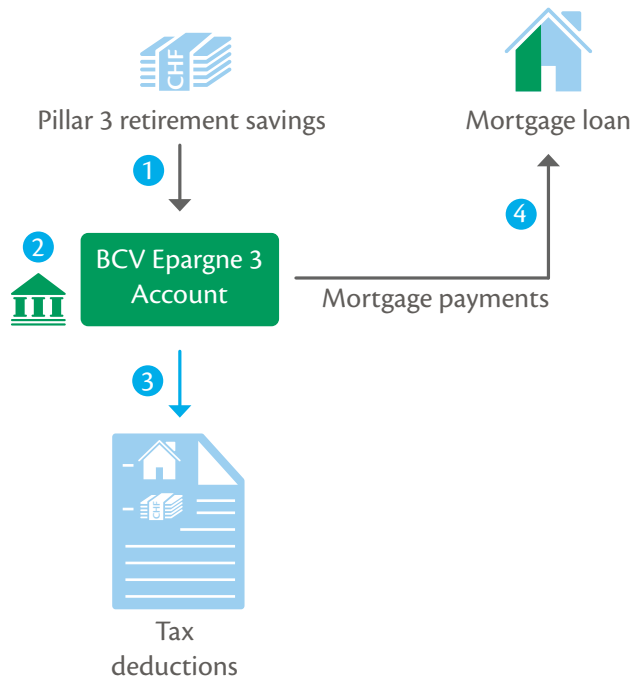 CHF
Pillar 3 retirement savings
Mortgage loan
1
4
2
BCV Epargne 3
Account
Mortgage payments
3
CHF
Tax
deductions